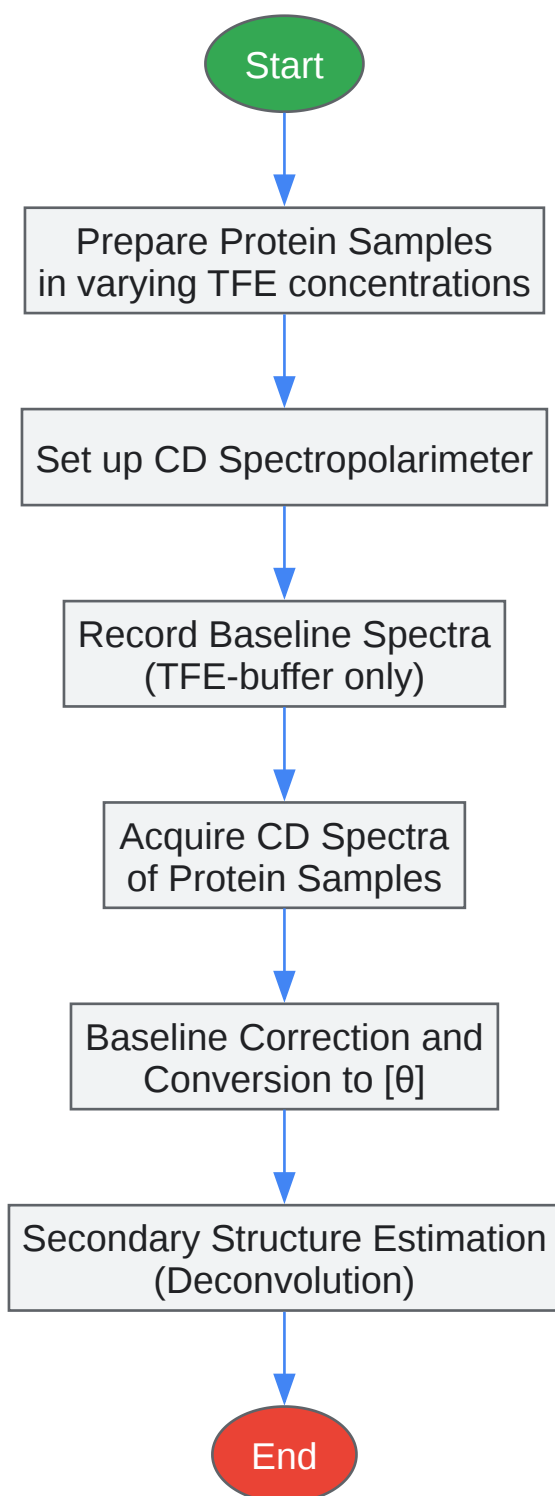 Start
Prepare Protein Samples
in varying TFE concentrations
Set up CD Spectropolarimeter
Record Baseline Spectra
(TFE-buffer only)
Acquire CD Spectra
of Protein Samples
Baseline Correction and
Conversion to [θ]
Secondary Structure Estimation
(Deconvolution)
End